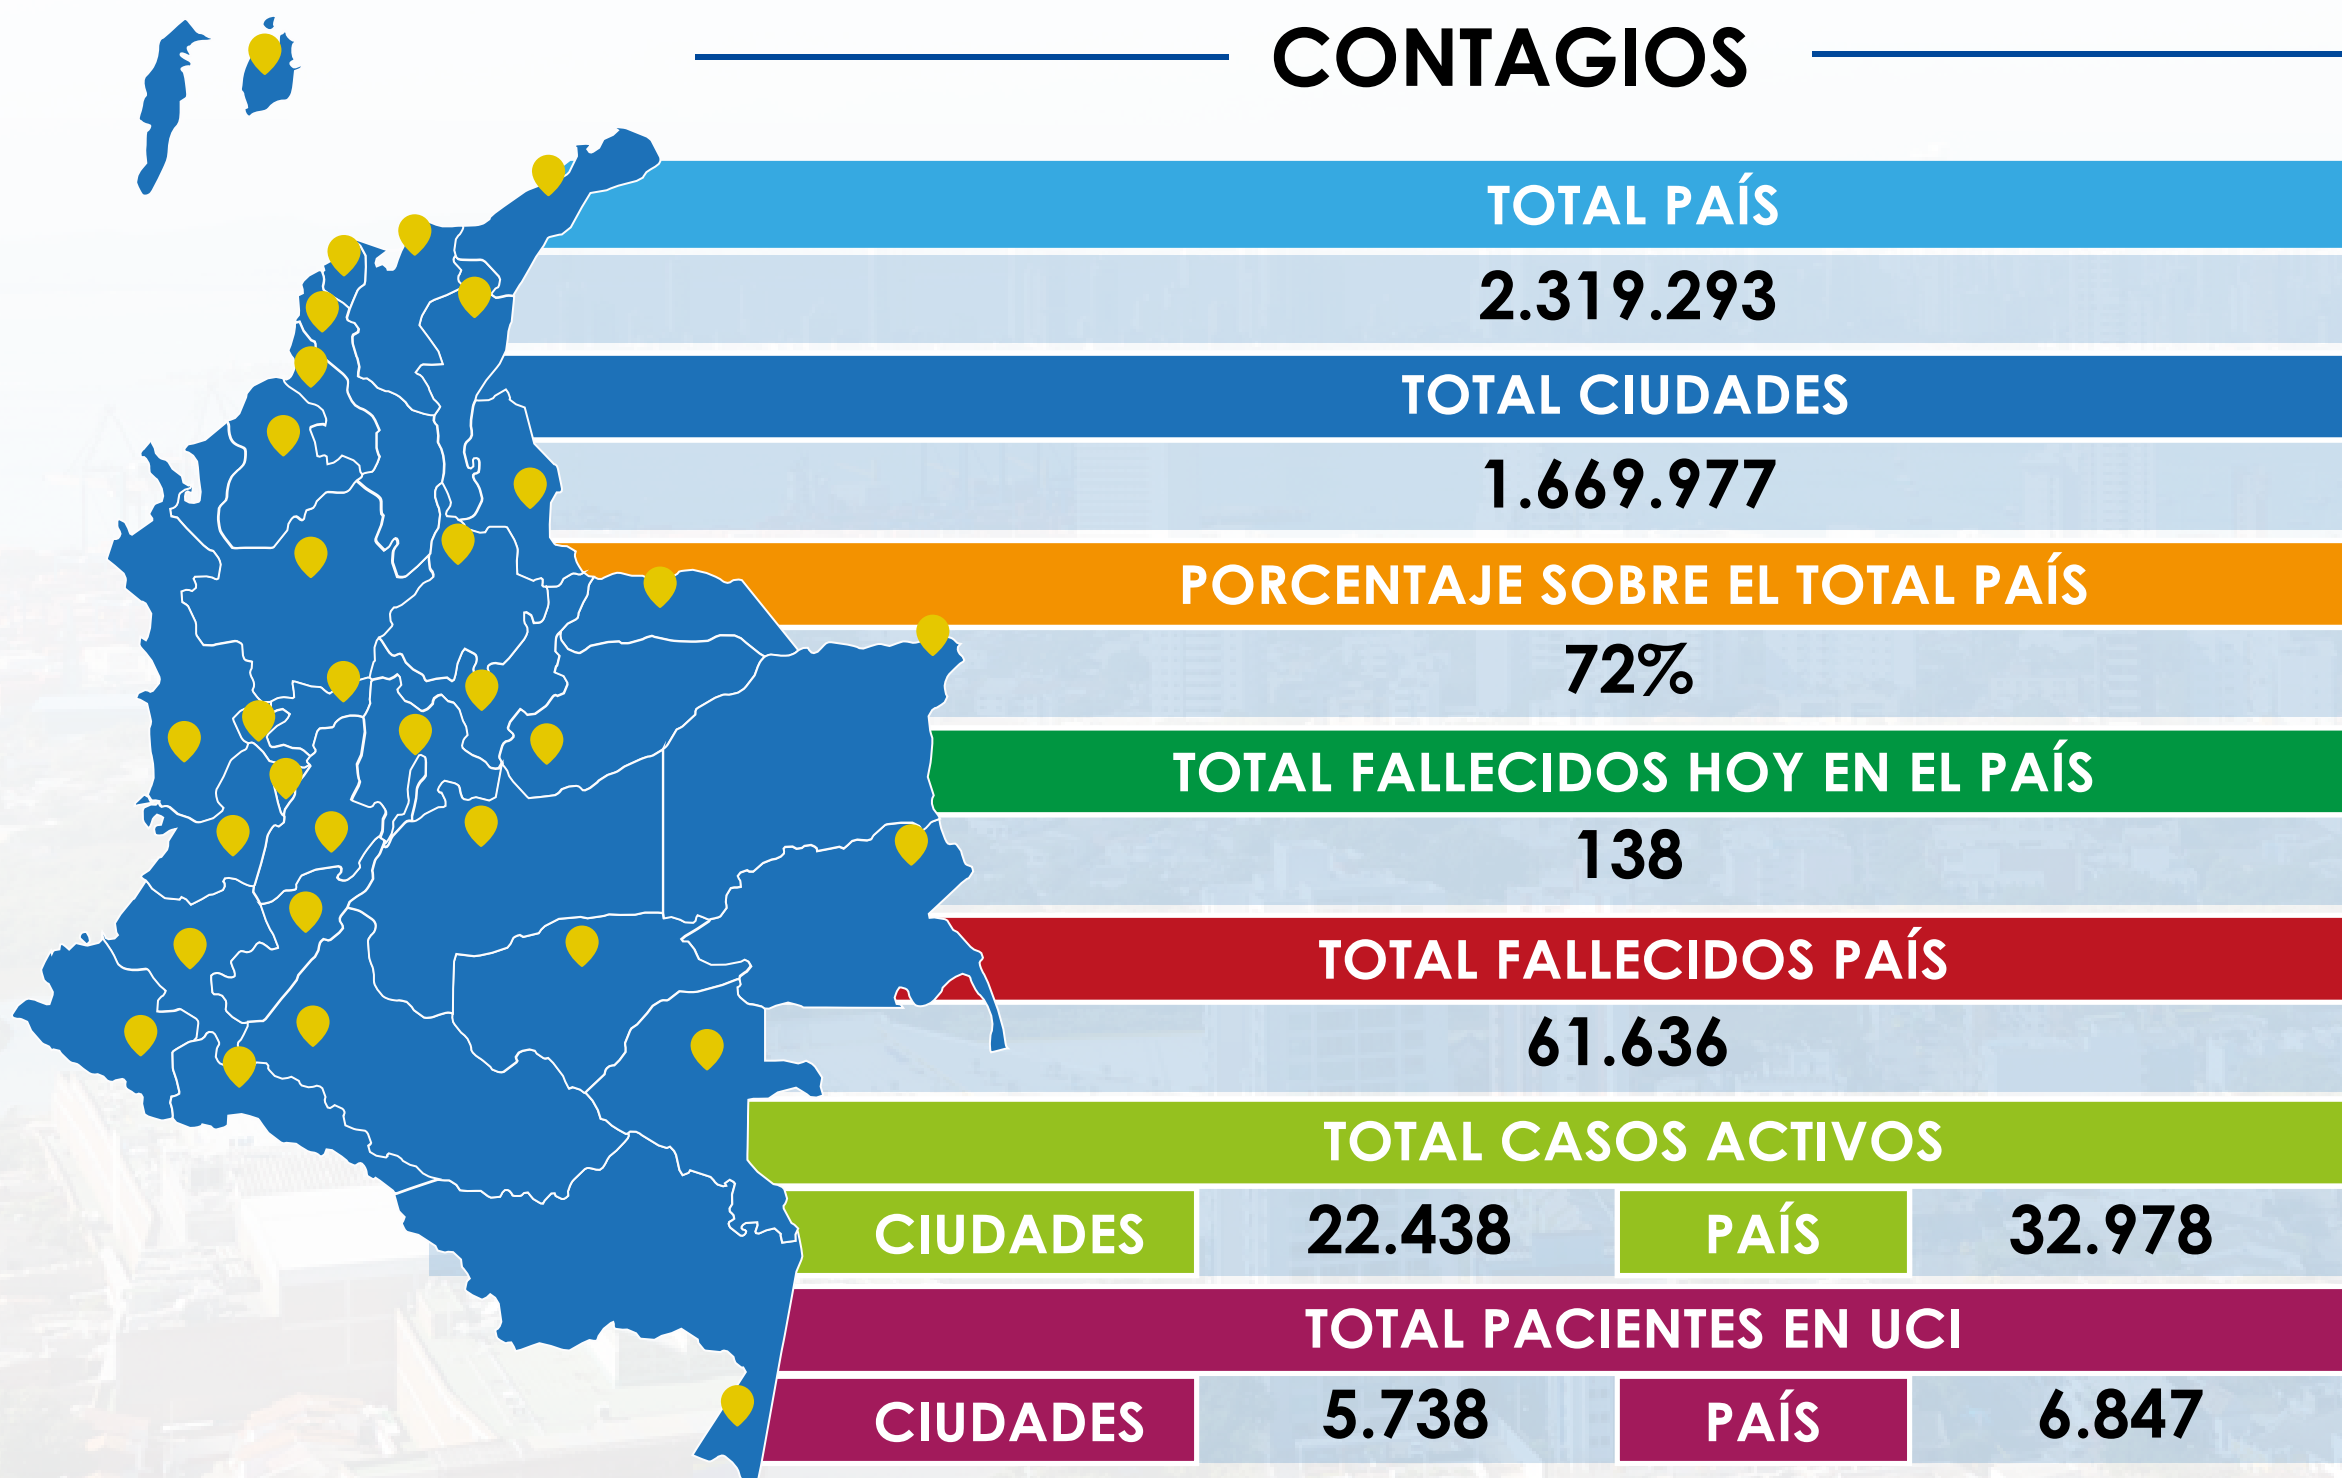 CONTAGIOS
TOTAL PAÍS
2.319.293
TOTAL CIUDADES
1.669.977
PORCENTAJE SOBRE EL TOTAL PAÍS
72%
TOTAL FALLECIDOS HOY EN EL PAÍS
138
TOTAL FALLECIDOS PAÍS
61.636
TOTAL CASOS ACTIVOS
CIUDADES 22.438 PAÍS 32.978
TOTAL PACIENTES EN UCI
CIUDADES 5.738 PAÍS 6.847